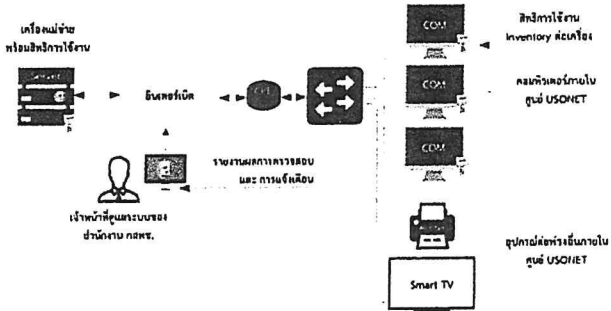 เครื่องแม่ข่าย
พร้อมสิทธิการใช้งาน
Server
อินเตอร์เน็ต
CPE
COM
สิทธิการใช้งาน
Inventory ต่อเครื่อง
COM
คอมพิวเตอร์ภายใน
ศูนย์ USONET
COM
รายงานผลการตรวจสอบ
และ การแจ้งเตือน
เจ้าหน้าที่ดูแลระบบของ
สำนักงาน กสทช.
อุปกรณ์ต่อพ่วงอื่นภายใน
ศูนย์ USONET
Smart TV